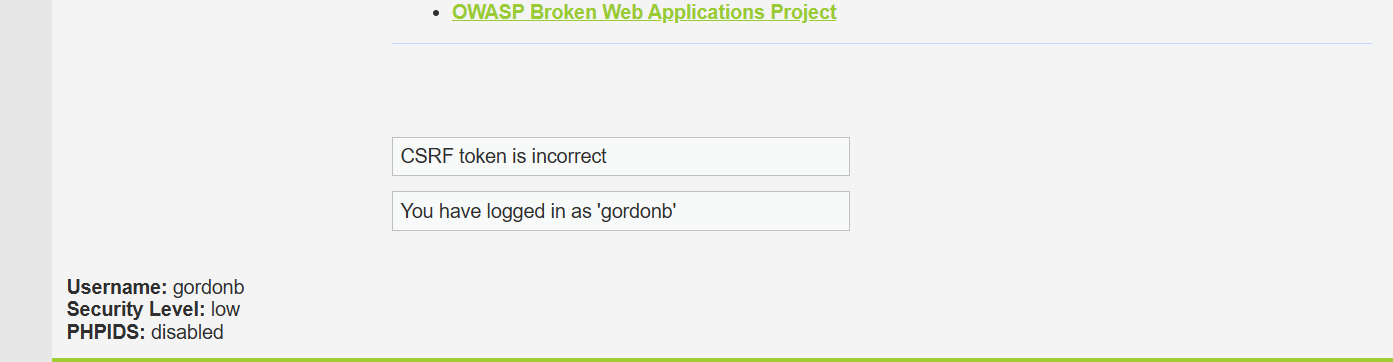 OWASP Broken Web Applications Project
CSRF token is incorrect
You have logged in as 'gordonb'
Username: gordonb
Security Level: low
PHPIDS: disabled